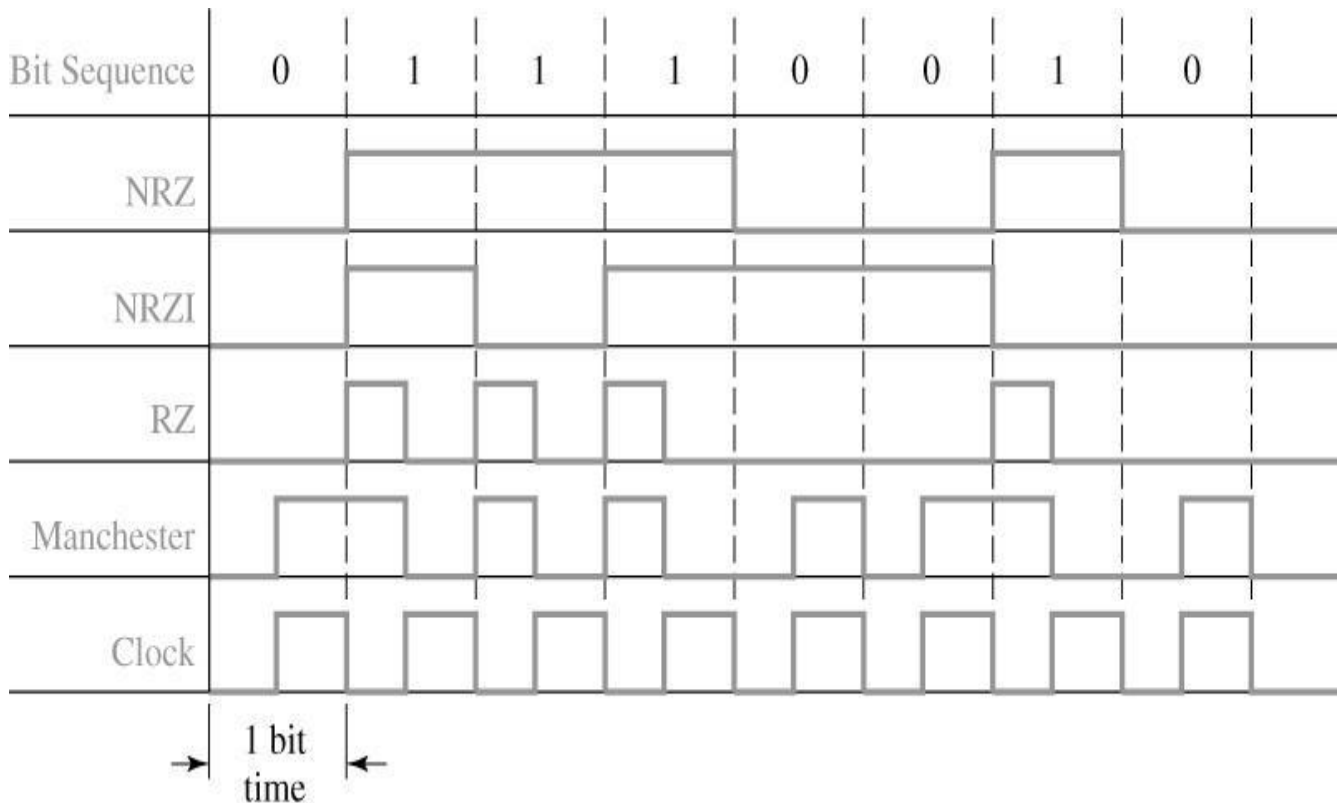 Bit Sequence 0 1 1 1 0 0 1 0
NRZ
NRZI
RZ
Manchester
Clock
1 bit
time